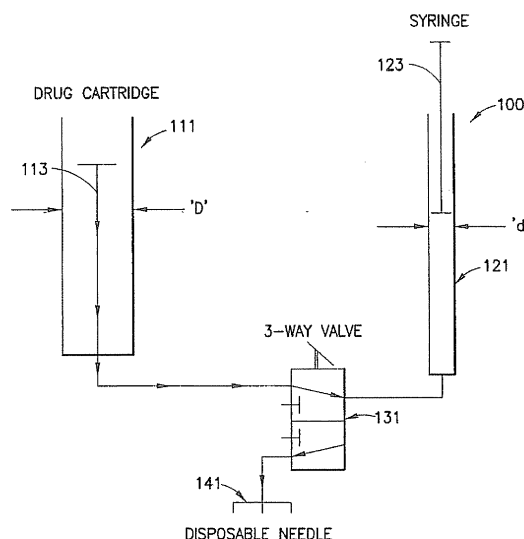 SYRINGE
123
DRUG CARTRIDGE
100
111
113
'D'
'd
121
3-WAY VALVE
131
141
DISPOSABLE NEEDLE